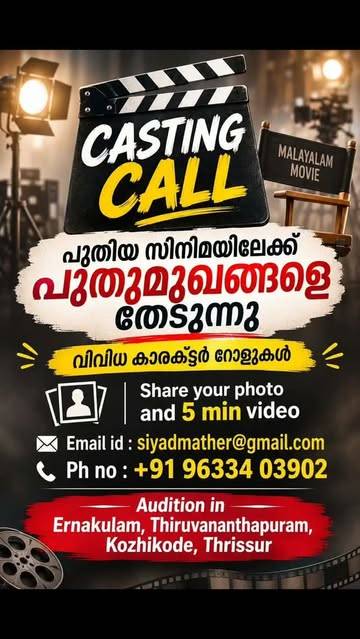 CASTING
CALL
MALAYALAM
MOVIE
പുതിയ സിനിമയിലേക്ക്
പുതുമുഖങ്ങളെ
തേടുന്നു
വിവിധ കാരക്ടർ റോളുകൾ
Share your photo
and 5 min video
Email id : siyadmather@gmail.com
Ph no : +91 96334 03902
Audition in
Ernakulam, Thiruvananthapuram,
Kozhikode, Thrissur